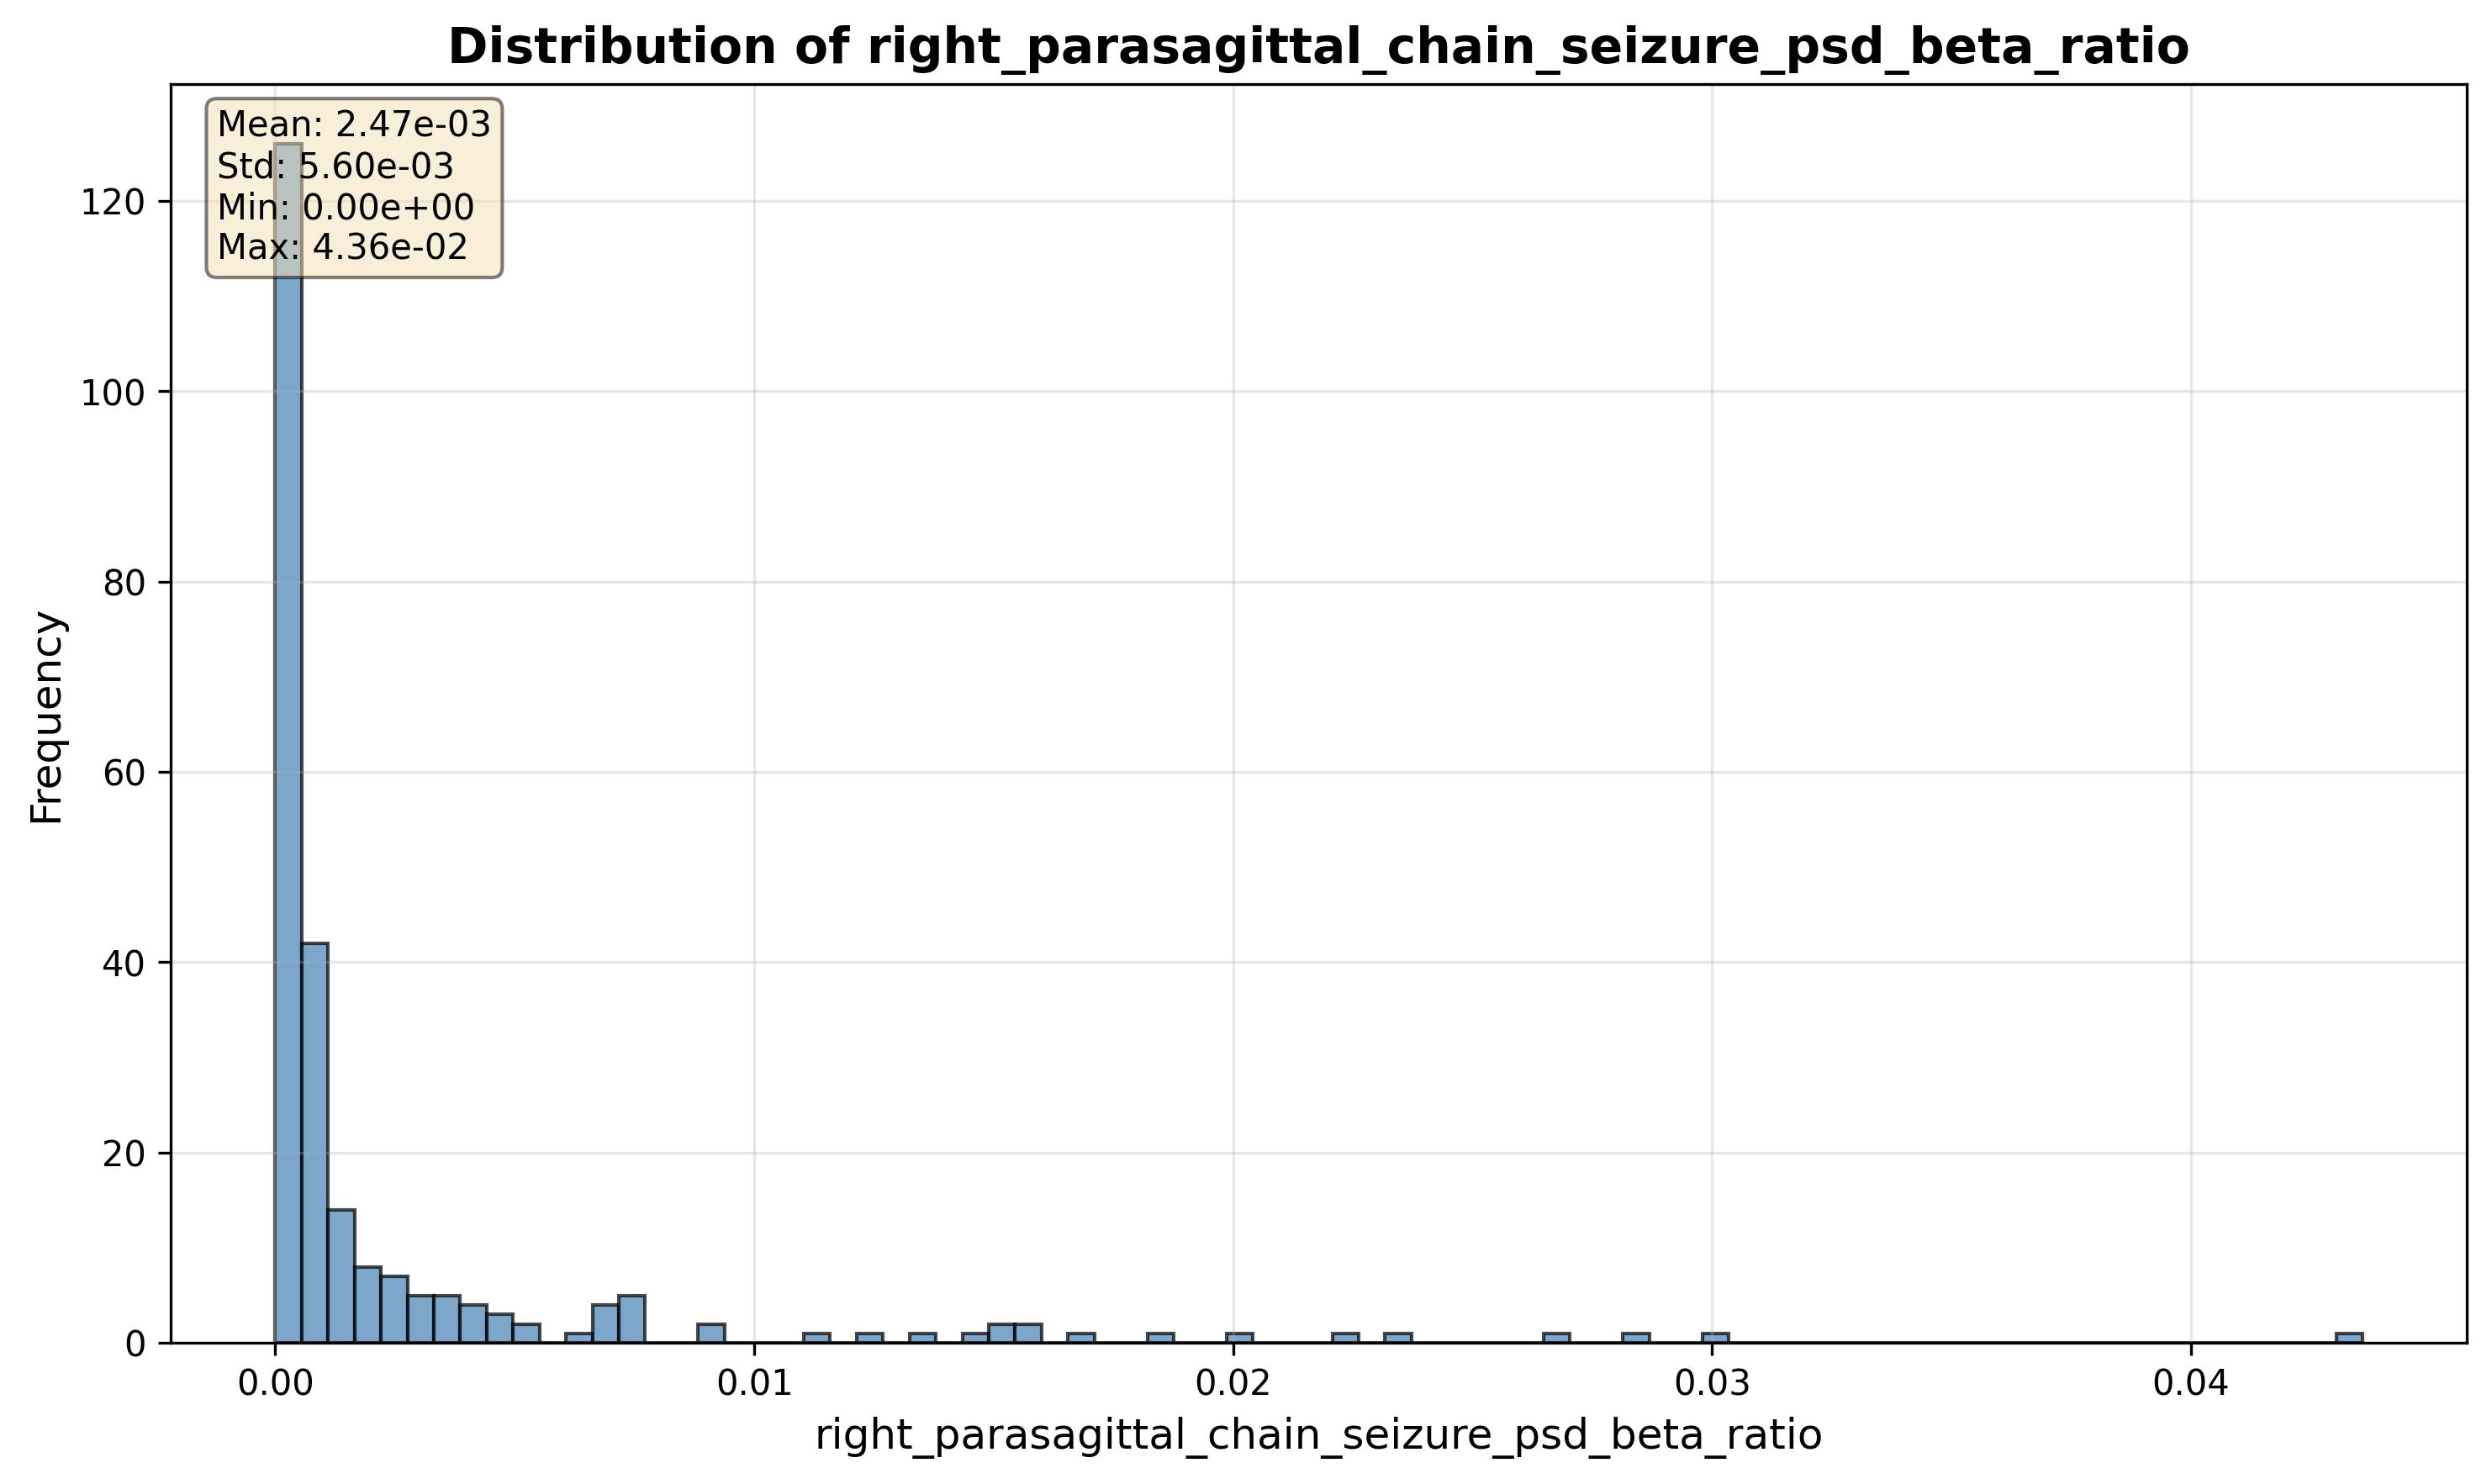 Distribution of right_parasagittal_chain_seizure_psd_beta_ratio
Mean: 2.47e-03
Std: 5.60e-03
Min: 0.00e+00
Max: 4.36e-02
120
100
80
60
40
20
0
Frequency
0.00 0.01 0.02 0.03 0.04
right_parasagittal_chain_seizure_psd_beta_ratio